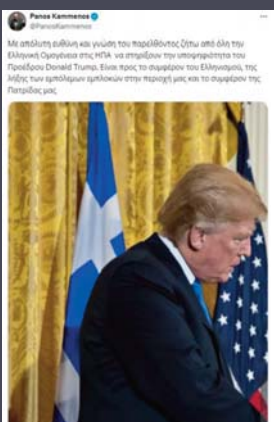 Panos Kammenos
@PanosKammenos
Με απόλυτη ευθύνη και γνώση του παρελθόντος ζήτω από όλη την
Ελληνική Ομογένεια στις ΗΠΑ να στηρίξουν την υποψηφιότητα του
Προέδρου Donald Trump. Είναι προς το συμφέρον του Ελληνισμού, της
λήξης των εμπόλεμων εμπλοκών στην περιοχή μας και το συμφέρον της
Πατρίδας μας